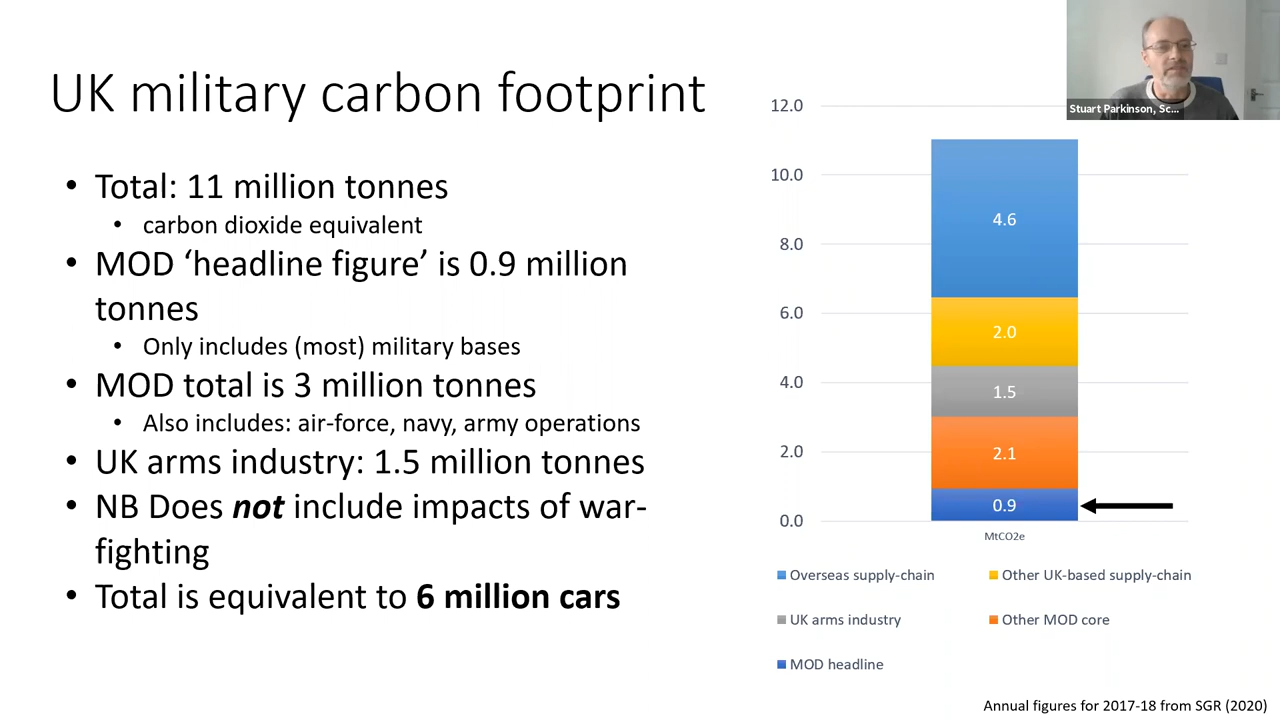 UK military carbon footprint
• Total: 11 million tonnes
• carbon dioxide equivalent
• MOD ‘headline figure’ is 0.9 million
tonnes
• Only includes (most) military bases
• MOD total is 3 million tonnes
• Also includes: air-force, navy, army operations
• UK arms industry: 1.5 million tonnes
• NB Does not include impacts of war-
fighting
• Total is equivalent to 6 million cars
Stuart Parkinson, Sc...
12.0
10.0
8.0
6.0
4.0
2.0
0.0
4.6
2.0
1.5
2.1
0.9
MtCO2e
Overseas supply-chain
Other UK-based supply-chain
UK arms industry
Other MOD core
MOD headline
Annual figures for 2017-18 from SGR (2020)